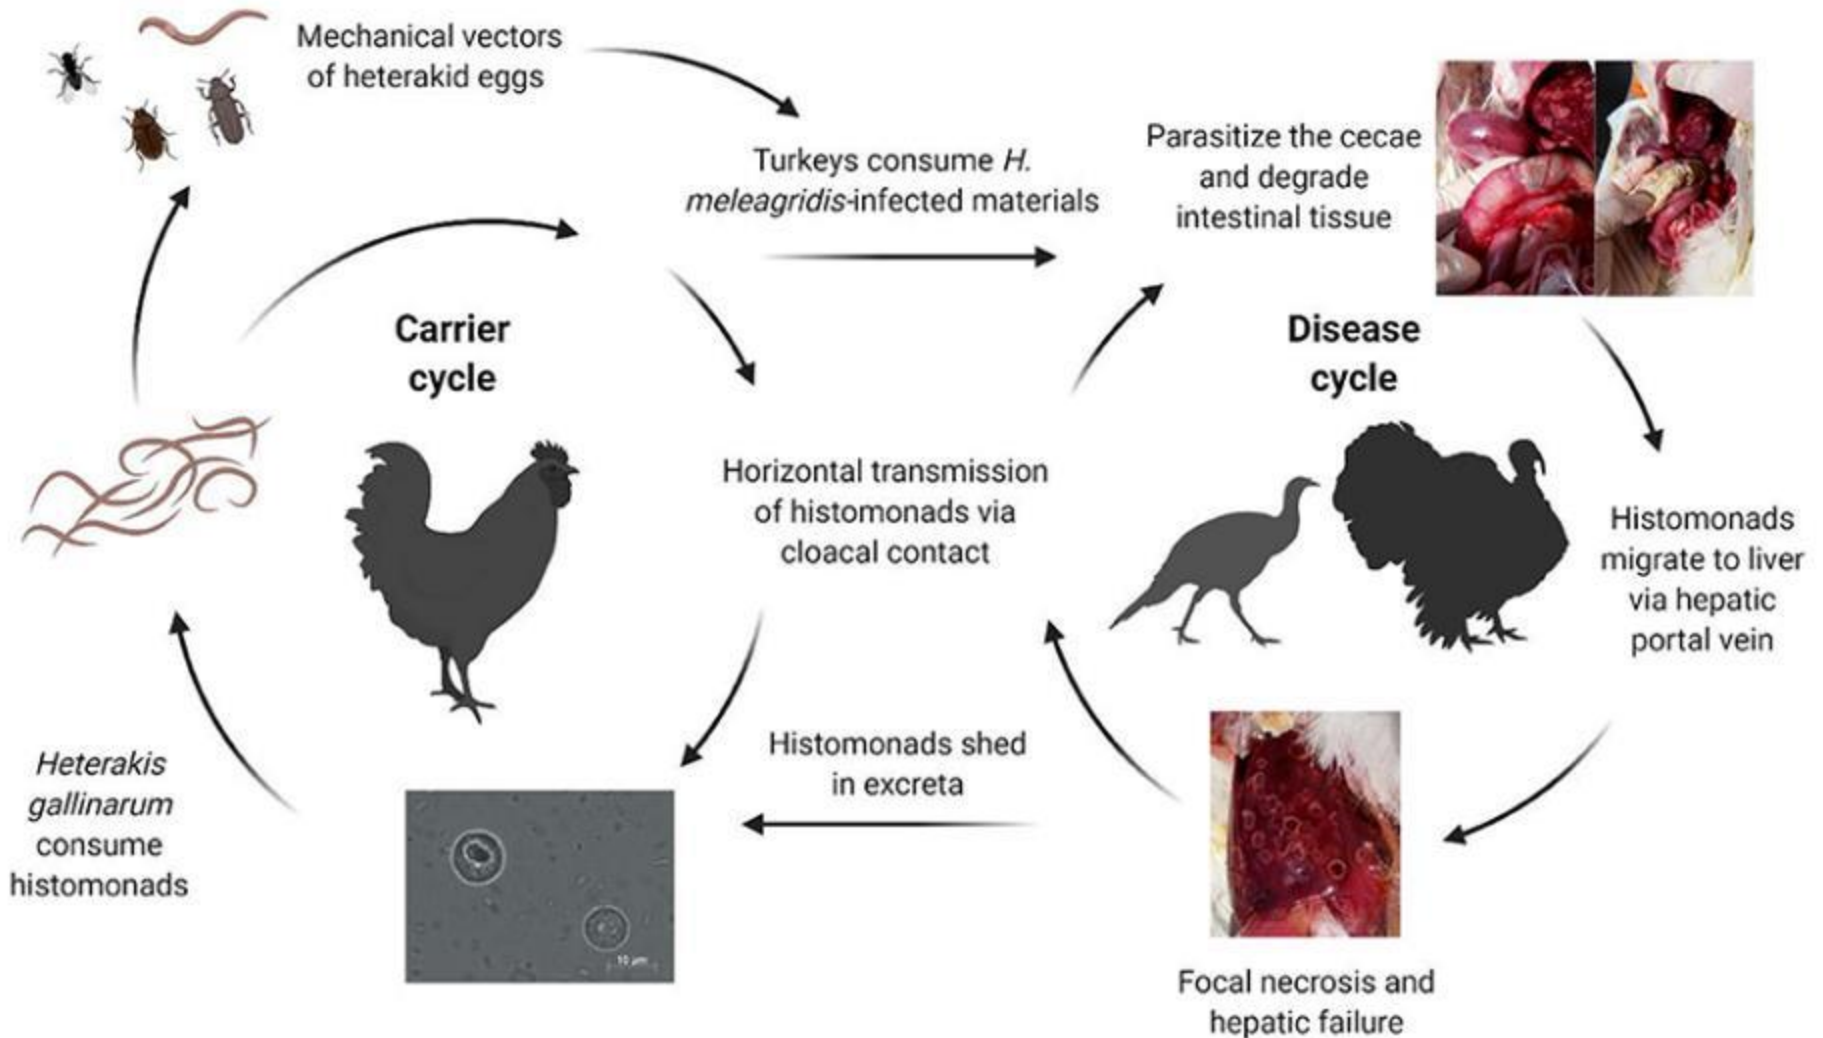 Mechanical vectors
of heterakid eggs
Turkeys consume H.
meleagridis-infected materials
Parasitize the cecae
and degrade
intestinal tissue
Carrier
cycle
Disease
cycle
Horizontal transmission
of histomonads via
cloacal contact
Histomonads
migrate to liver
via hepatic
portal vein
Heterakis
gallinarum
consume
histomonads
Histomonads shed
in excreta
10 µm
Focal necrosis and
hepatic failure